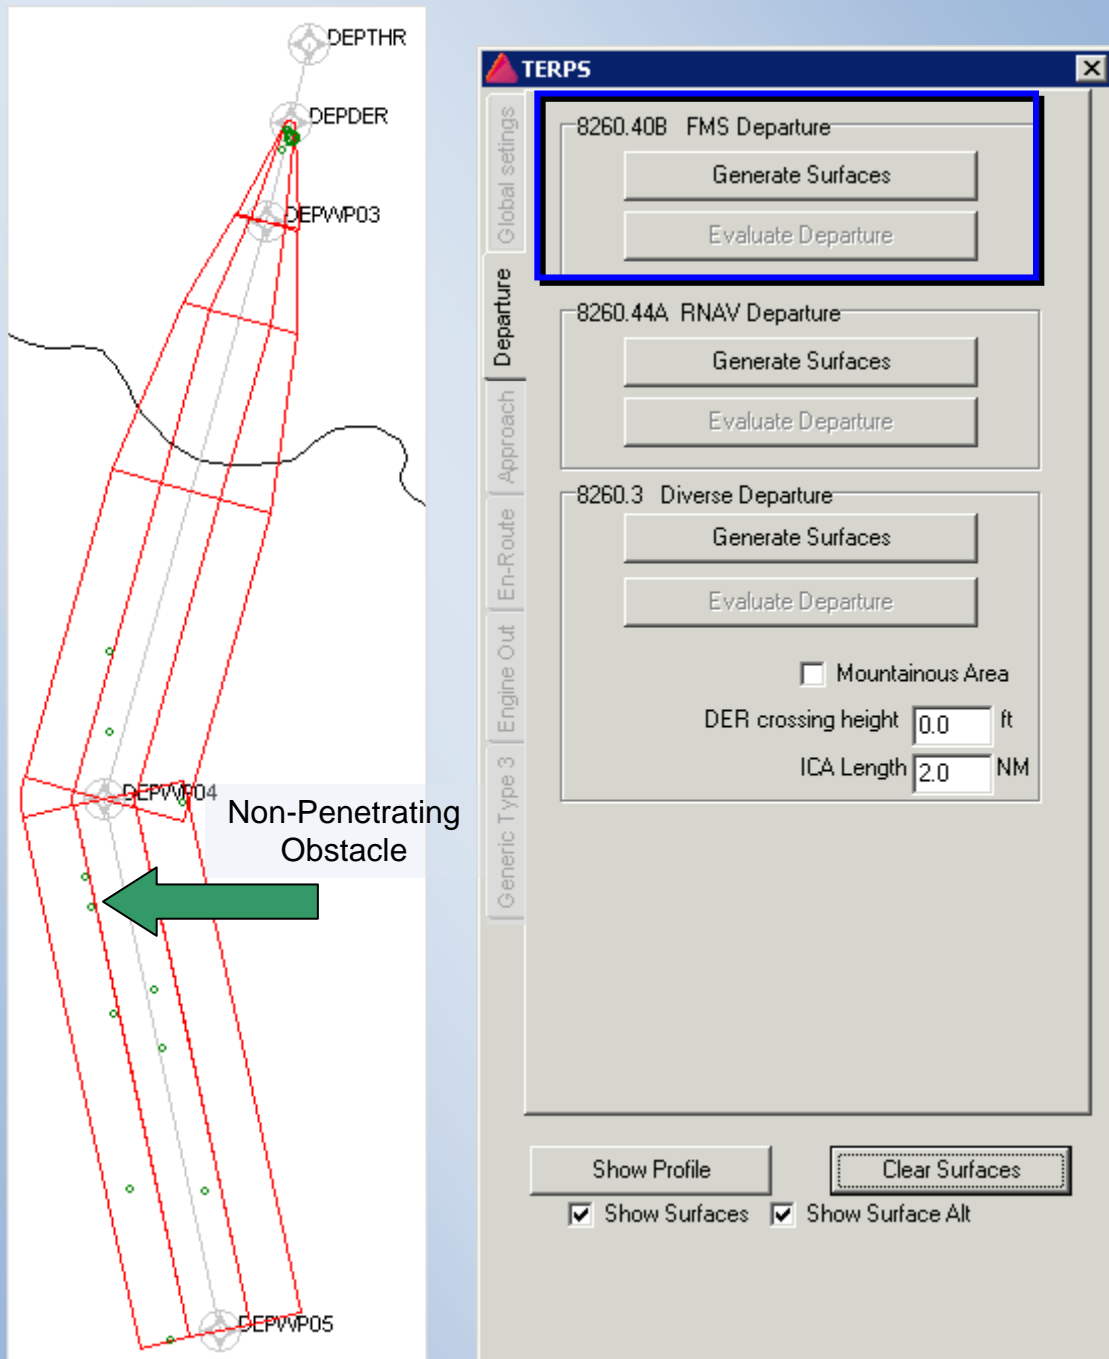 DEPTHR
DEPDER
DEPWP03
DEPWP04
Non-Penetrating
Obstacle
DEPWP05
TERPS
Global setings
Departure
Approach
En-Route
Engine Out
Generic Type 3
8260.40B FMS Departure
Generate Surfaces
Evaluate Departure
8260.44A RNAV Departure
Generate Surfaces
Evaluate Departure
8260.3 Diverse Departure
Generate Surfaces
Evaluate Departure
Mountainous Area
DER crossing height 0.0 ft
ICA Length 2.0 NM
Show Profile Clear Surfaces
Show Surfaces Show Surface Alt